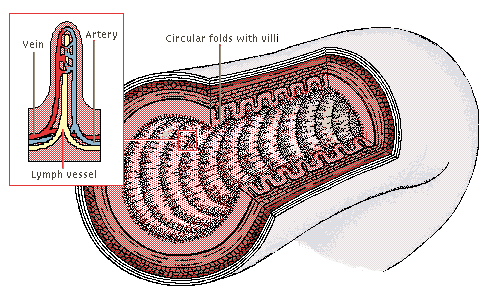 Vein
Artery
Circular folds with villi
Lymph vessel